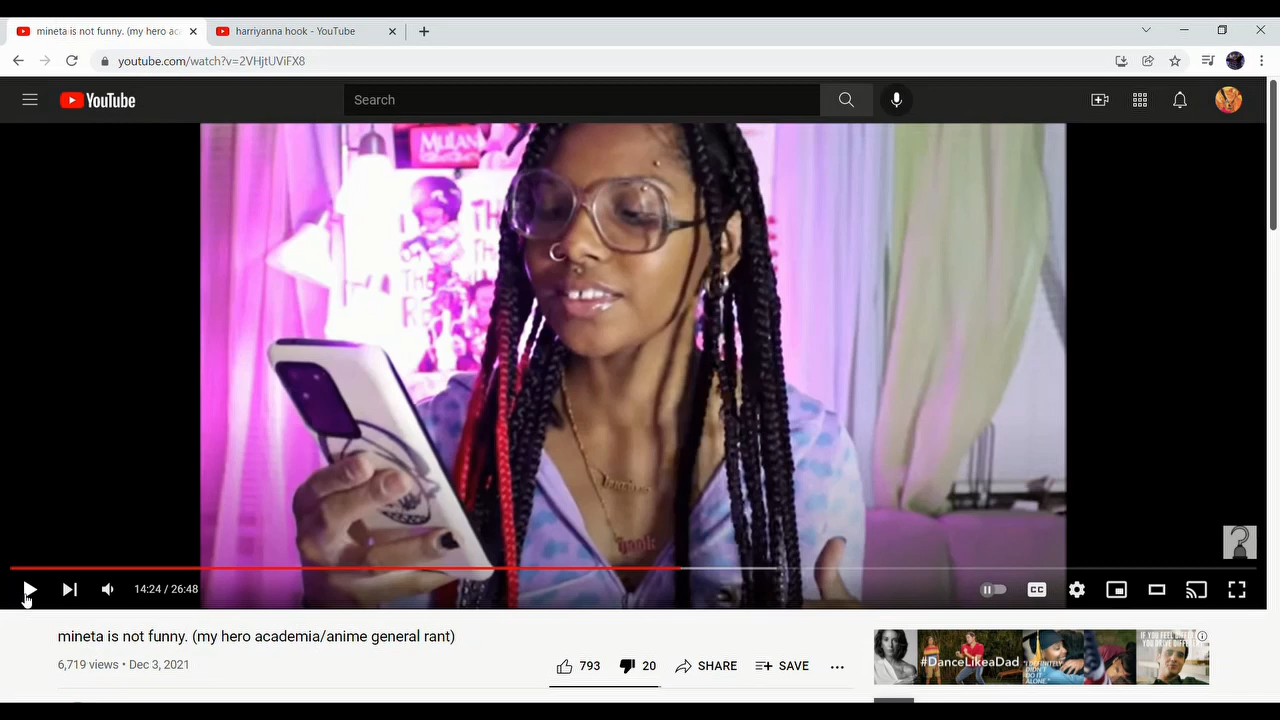 mineta is not funny. (my hero ac
harriyanna hook - YouTube
youtube.com/watch?v=2VHjtUViFX8
YouTube
Search
MULAN
14:24 / 26:48
CC
mineta is not funny. (my hero academia/anime general rant)
6,719 views • Dec 3, 2021
793
20
SHARE
SAVE
#DanceLikeaDad
hook